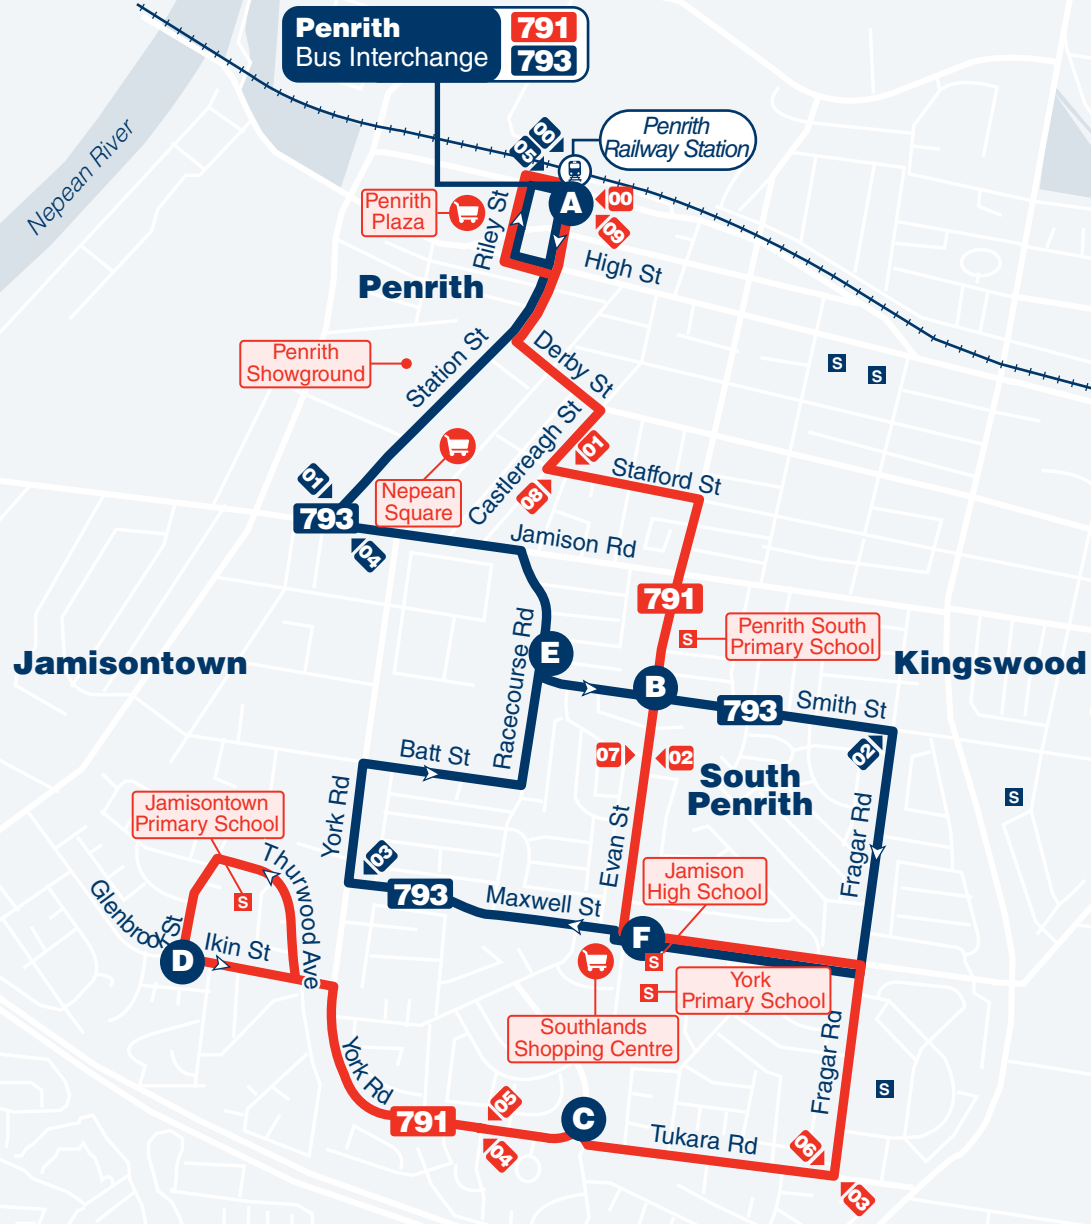 Penrith
Bus Interchange
791
793
Penrith
Railway Station
Nepean River
00
05
A
00
09
Penrith
Plaza
Riley St
High St
Penrith
Penrith
Showground
Station St
Derby St
S
S
Castlereagh St
01
Stafford St
08
Nepean
Square
01
793
04
Jamison Rd
791
S
Penrith South
Primary School
Jamisontown
Kingswood
Racecourse Rd
E
B
793
Smith St
02
07
02
South
Penrith
Batt St
York Rd
S
Jamisontown
Primary School
Evan St
Fragar Rd
03
793
Maxwell St
Jamison
High School
Thurwood Ave
S
Glenbrook St
D
Ikin St
F
S
S
York
Primary School
Southlands
Shopping Centre
Fragar Rd
S
York Rd
791
05
04
C
Tukara Rd
06
03